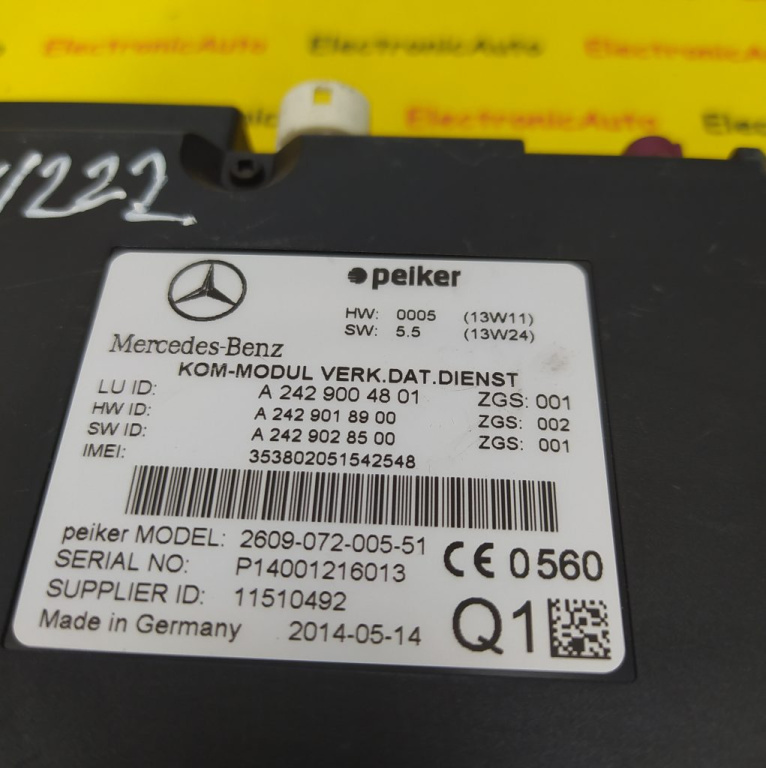 ElectronicAuto ElectronicAuto
ElectronicAuto ElectronicAuto
222
Mercedes-Benz
peiker
HW: 0005 (13W11)
SW: 5.5 (13W24)
KOM-MODUL VERK.DAT.DIENST
LU ID: A 242 900 48 01 ZGS: 001
HW ID: A 242 901 89 00 ZGS: 002
SW ID: A 242 902 85 00 ZGS: 001
IMEI: 353802051542548
peiker MODEL: 2609-072-005-51
SERIAL NO: P14001216013
SUPPLIER ID: 11510492
Made in Germany 2014-05-14
CE 0560
Q1